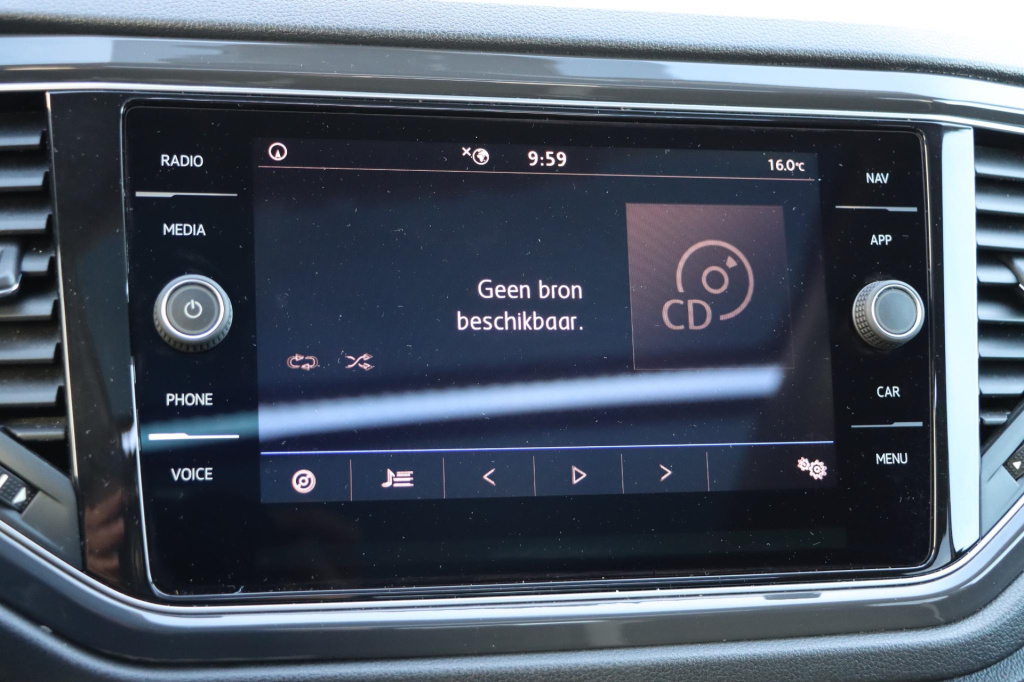 RADIO
MEDIA
PHONE
VOICE
9:59
16.0°C
Geen bron
beschikbaar.
CD
NAV
APP
CAR
MENU